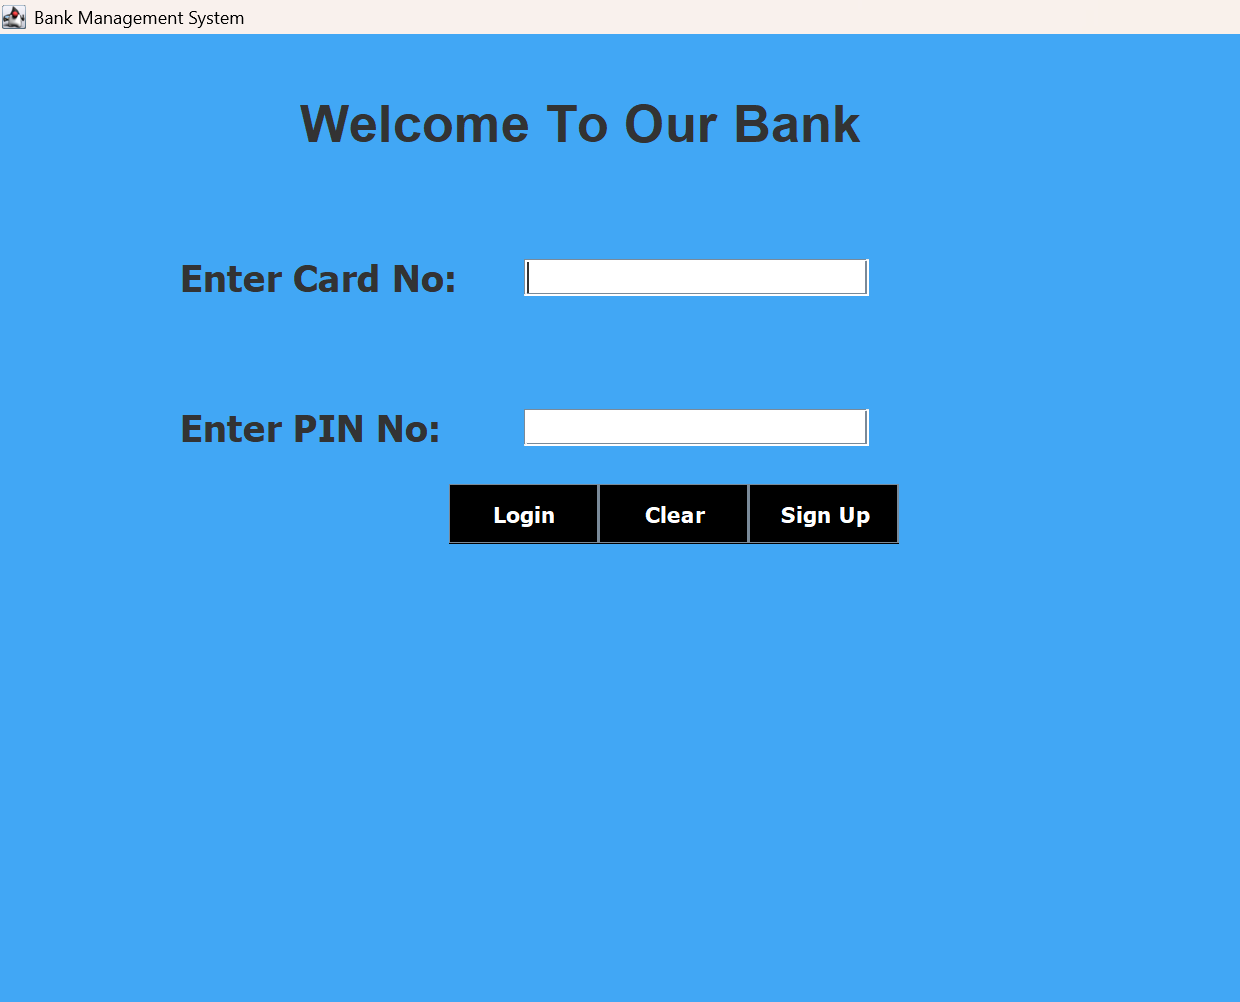 Bank Management System
Welcome To Our Bank
Enter Card No:
Enter PIN No:
Login Clear Sign Up